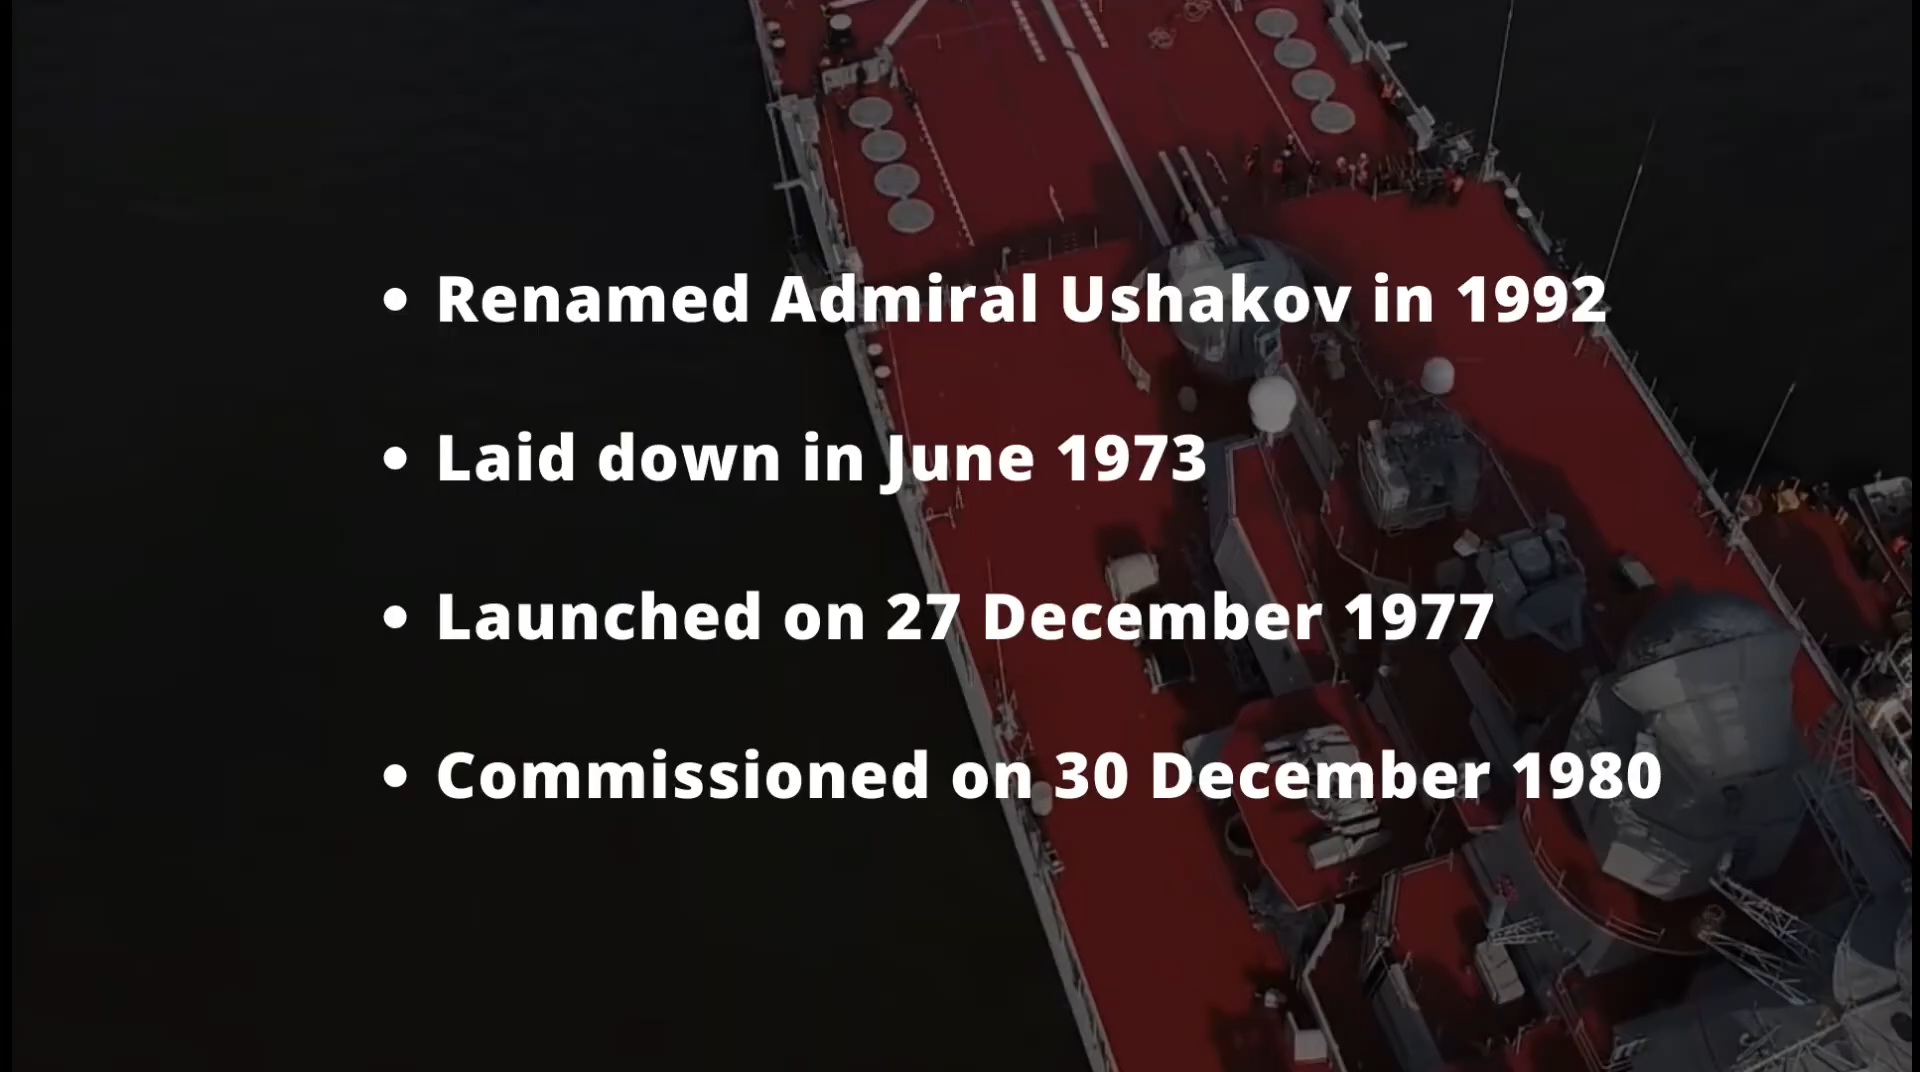 • Renamed Admiral Ushakov in 1992
• Laid down in June 1973
• Launched on 27 December 1977
• Commissioned on 30 December 1980